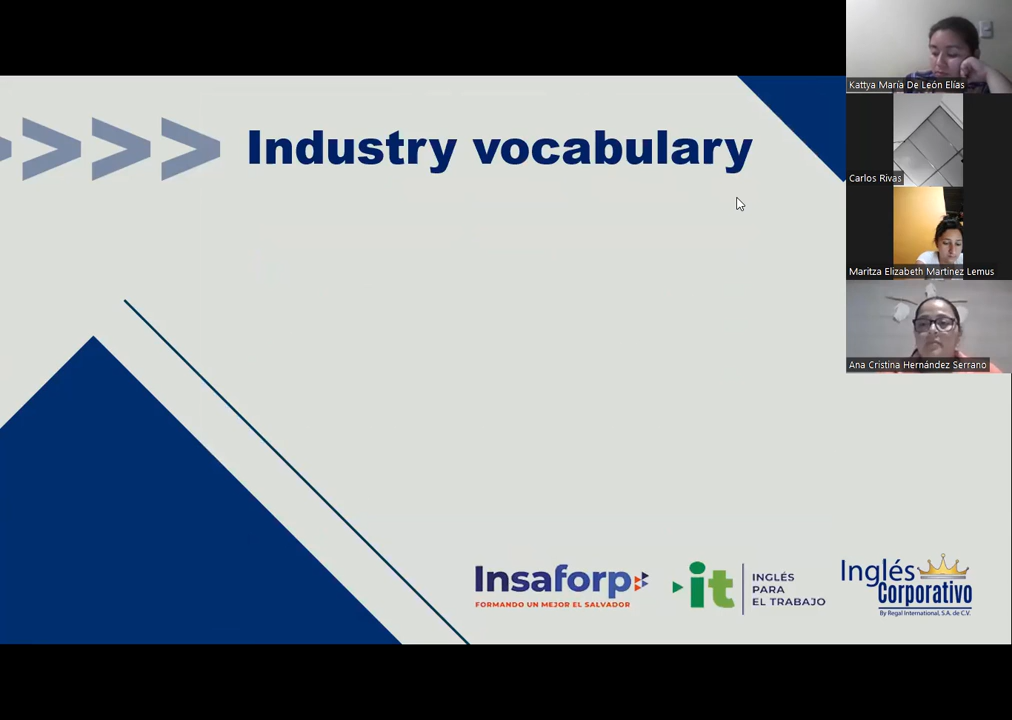 Industry vocabulary
Kattya María De León Elías
Carlos Rivas
Maritza Elizabeth Martinez Lemus
Ana Cristina Hernández Serrano
Insaforp
FORMANDO UN MEJOR EL SALVADOR
it
INGLÉS
PARA
EL TRABAJO
Inglés
Corporativo
By Regal International, S.A. de C.V.